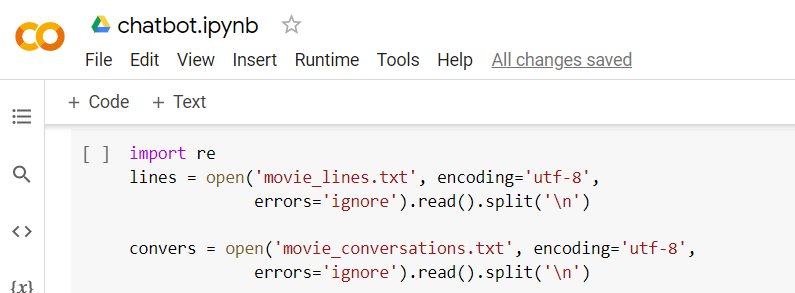 chatbot.ipynb
File Edit View Insert Runtime Tools Help All changes saved
+ Code + Text
[ ] import re
lines = open('movie_lines.txt', encoding='utf-8',
errors='ignore').read().split('\n')
convers = open('movie_conversations.txt', encoding='utf-8',
errors='ignore').read().split('\n')
{x}